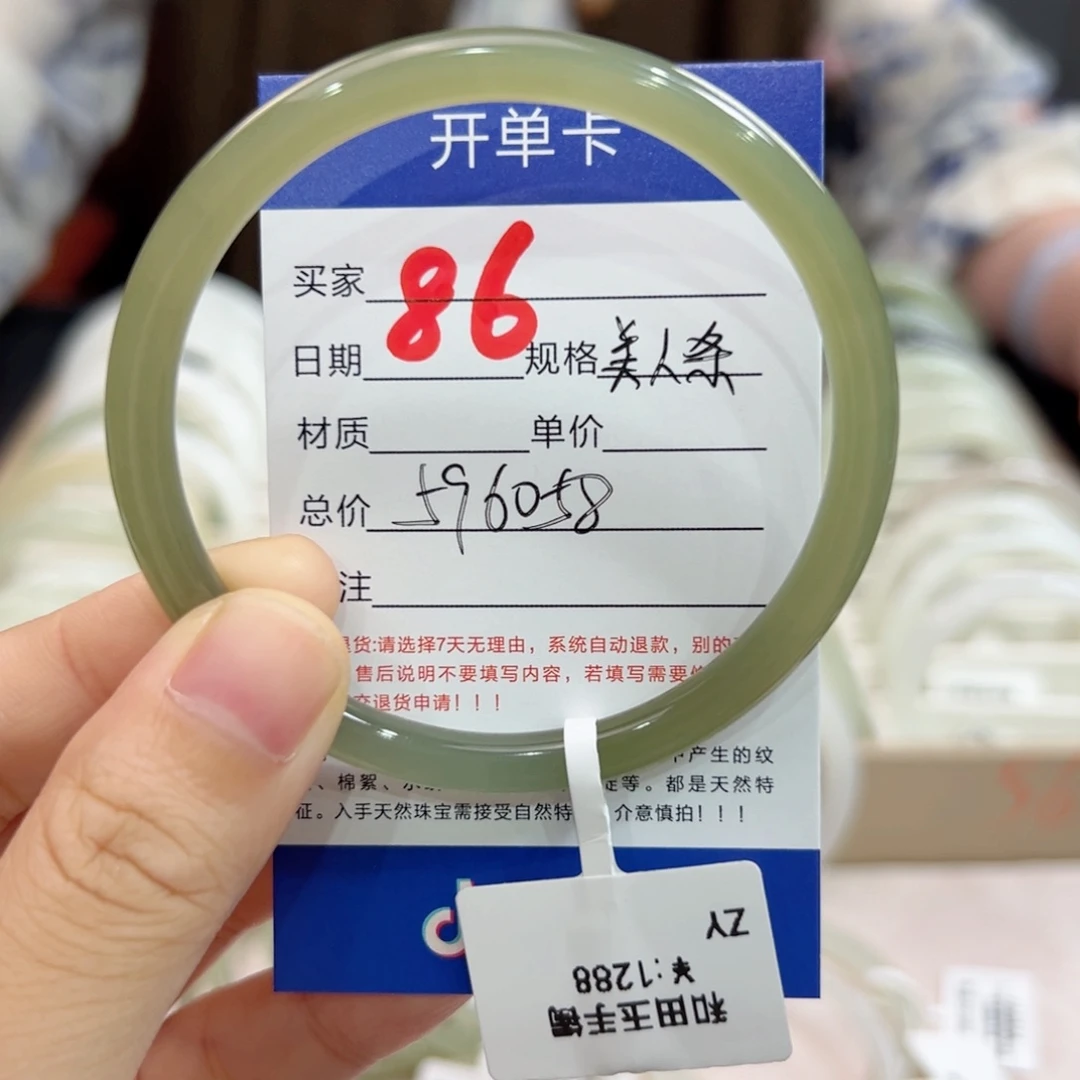 开单卡
买家 86
日期 规格 美人条
材质 单价
总价 596058
注
退货:请选择7天无理由，系统自动退款，别的
售后说明不要填写内容，若填写需要
退货申请！！！
中产生的纹
、棉絮、 等。都是天然特
征。入手天然珠宝需接受自然特 介意慎拍！！！
ZY
¥:1288
和田玉手镯